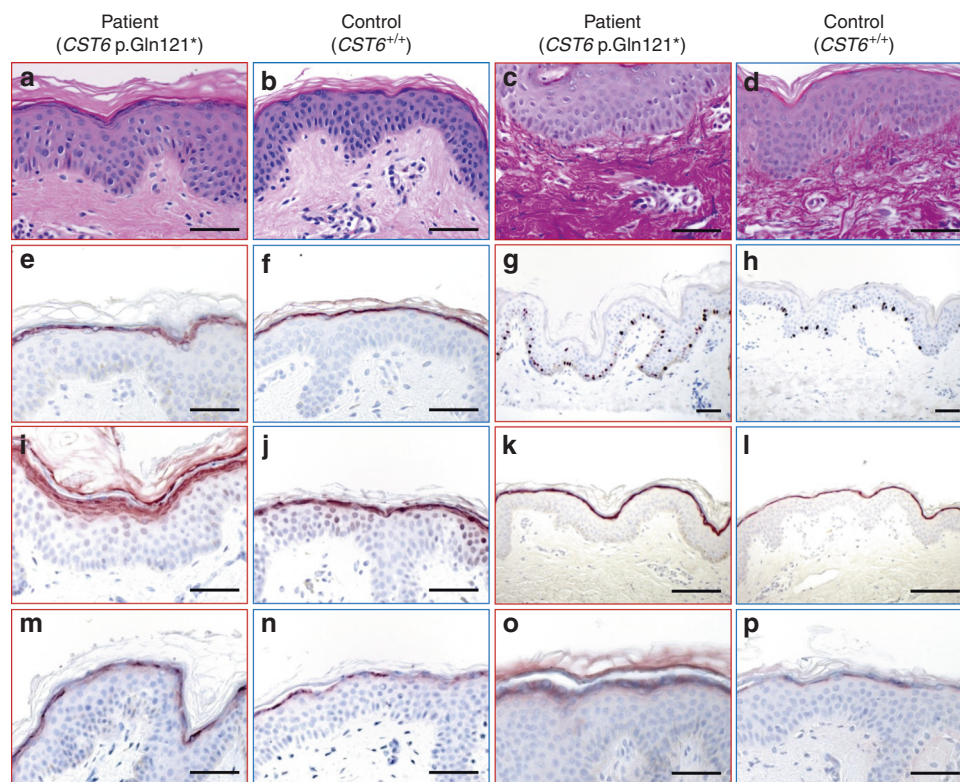 Patient
(CST6 p.Gln121*)
Control
(CST6+/+)
Patient
(CST6 p.Gln121*)
Control
(CST6+/+)
a
b
c
d
e
f
g
h
i
j
k
l
m
n
o
p